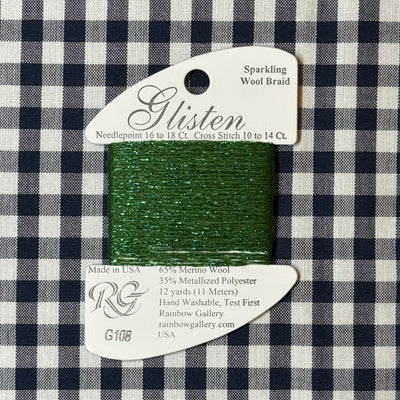 Sparkling
Wool Braid
Glisten
Needlepoint 16 to 18 Ct. Cross Stitch 10 to 14 Ct.
Made in USA
RG
G108
65% Merino Wool
35% Metallized Polyester
12 yards (11 Meters)
Hand Washable, Test First
Rainbow Gallery
rainbowgallery.com
USA